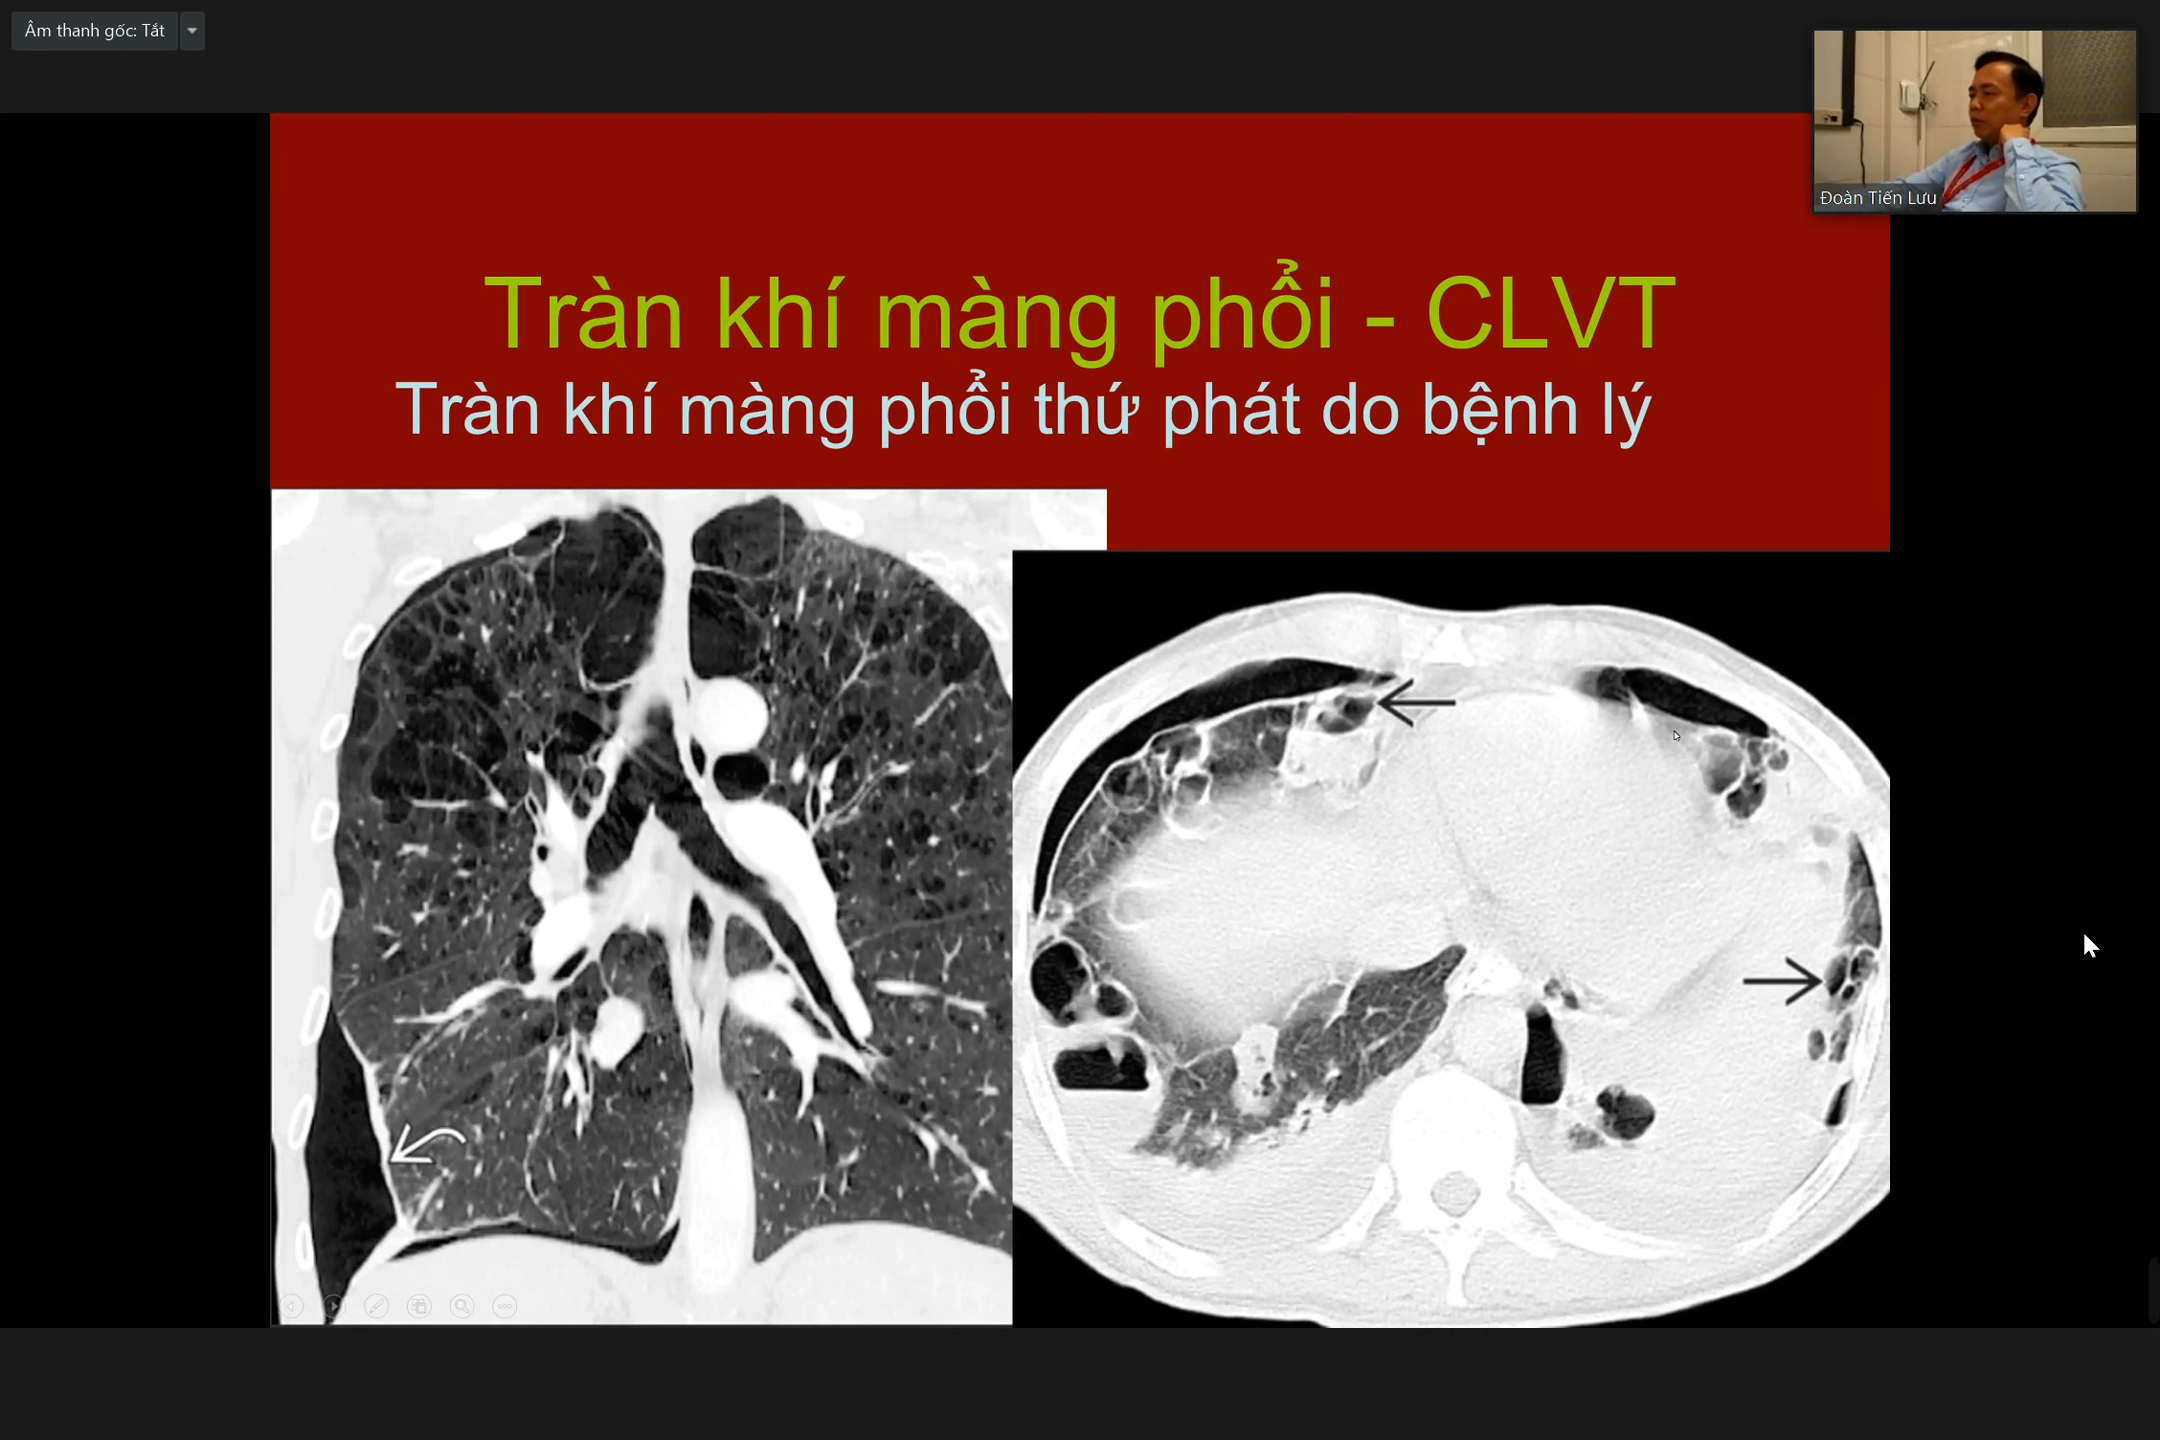 Âm thanh gốc: Tắt
Đoàn Tiến Lưu
Tràn khí màng phổi - CLVT
Tràn khí màng phổi thứ phát do bệnh lý